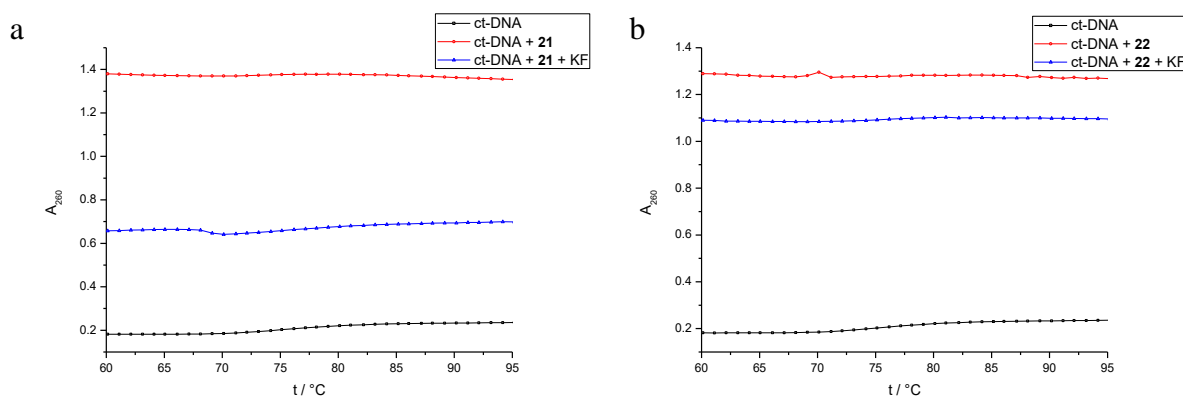 a
ct-DNA
ct-DNA + 21
ct-DNA + 21 + KF
1.4
1.2
1.0
0.8
0.6
0.4
0.2
A260
60 65 70 75 80 85 90 95
t / °C
b
ct-DNA
ct-DNA + 22
ct-DNA + 22 + KF
1.4
1.2
1.0
0.8
0.6
0.4
0.2
A260
60 65 70 75 80 85 90 95
t / °C